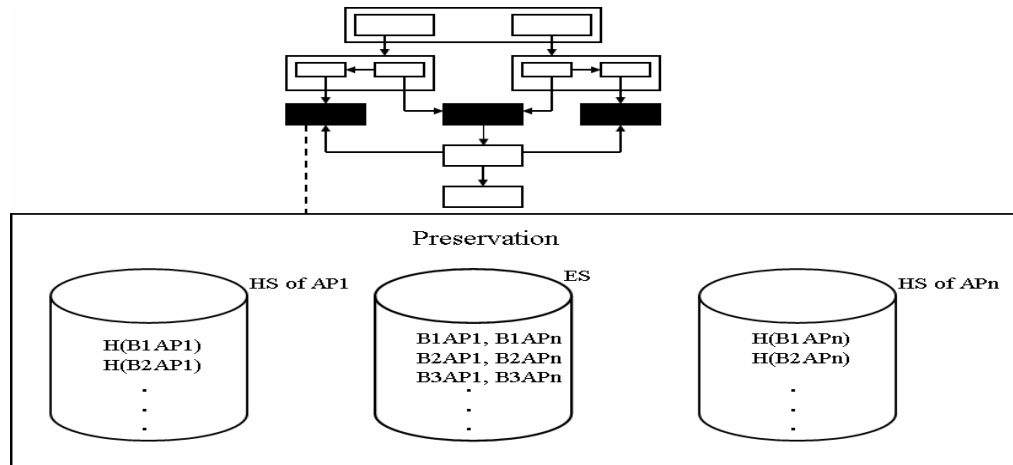 Preservation
HS of AP1
ES
HS of APn
H(B1AP1)
H(B2AP1)
B1AP1, B1APn
B2AP1, B2APn
B3AP1, B3APn
H(B1APn)
H(B2APn)